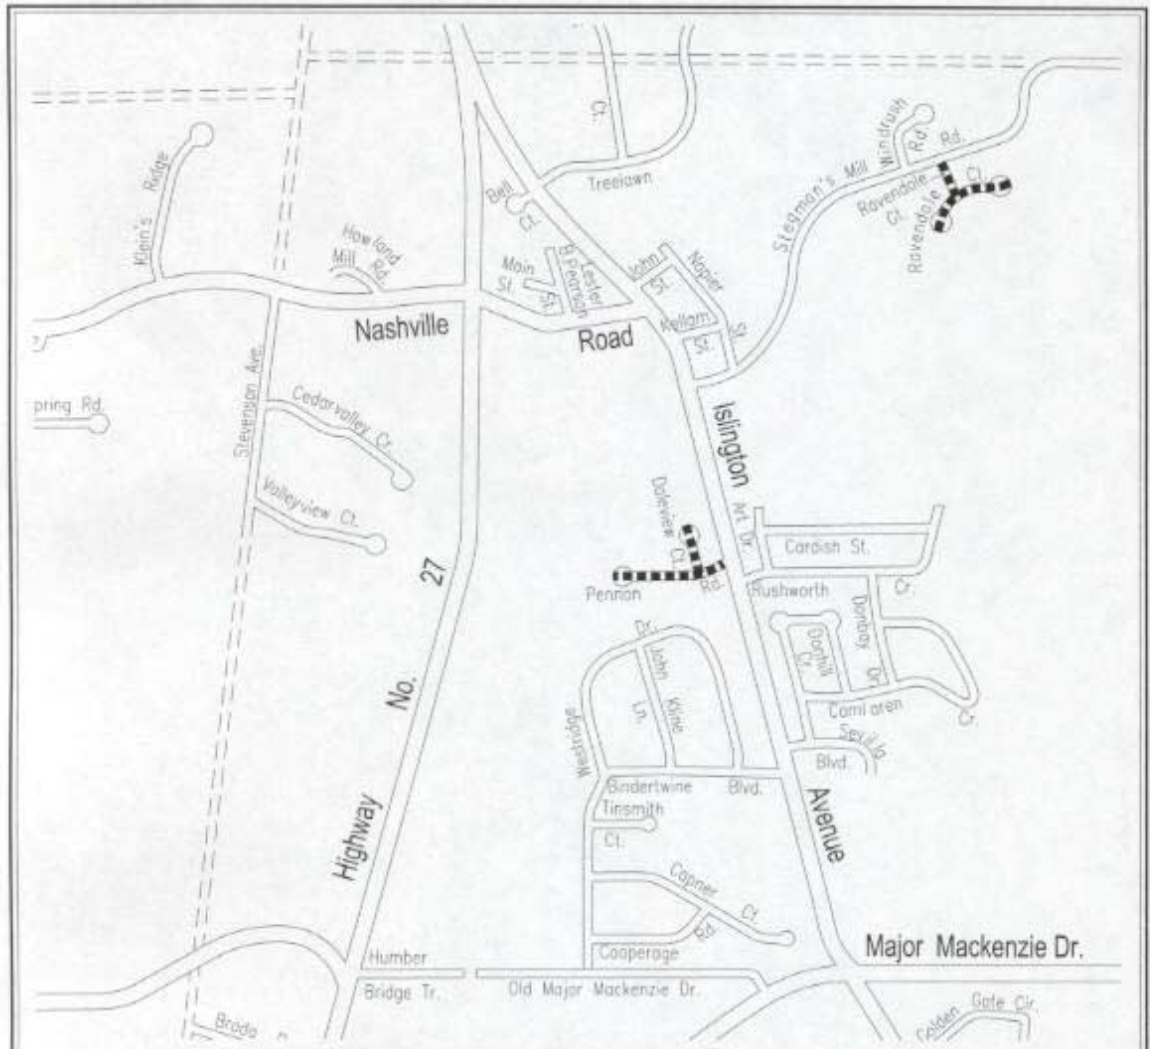 Ct.
Treelawn
Windrush
Rd.
Stegman's Mill
Rd.
Ravendale
Ct.
Ravendale
Ct.
Klein's
Ridge
Bell
Ct.
Howland
Mill
Rd.
Main
St.
St.
Lester
B Pearson
John
St.
Napier
St.
Kellam
St.
Nashville
Road
Islington
Stevenson Ave.
Cedarvalley Cr.
pring Rd.
Valleyview Ct.
Daleview
Ct.
Art Dr.
Cardish St.
Cr.
27
Pennon
Rd.
Rushworth
Donbay
Dr.
Donhill
Cr.
Camlaren
Cr.
Sevilla
Blvd.
Dr.
John
Kline
Ln.
Westridge
No.
Bindertwine
Blvd.
Tinsmith
Ct.
Avenue
Highway
Capner
Ct.
Rd.
Cooperage
Humber
Bridge Tr.
Old Major Mackenzie Dr.
Major Mackenzie Dr.
Golden
Gate Cir.
Broda